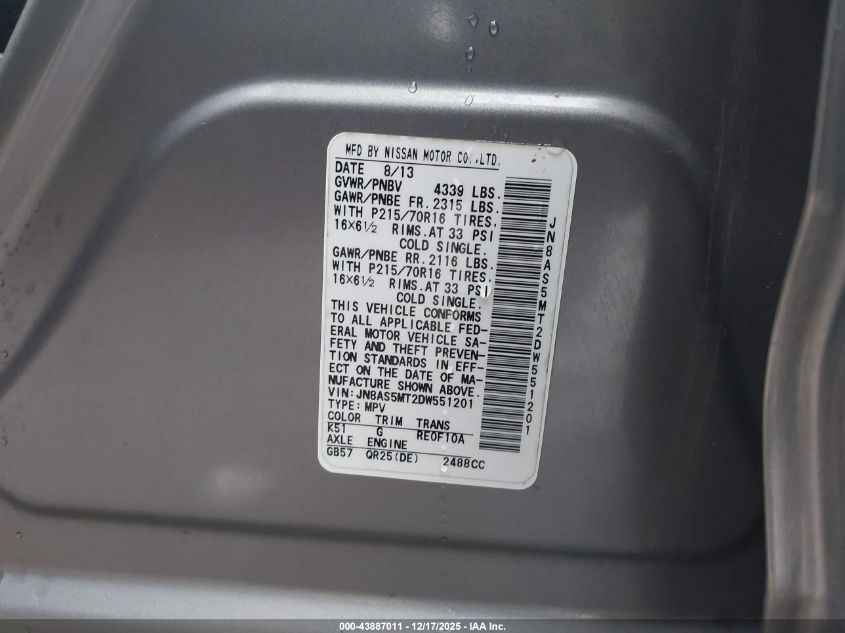 MFD BY NISSAN MOTOR CO.,LTD.
DATE 8/13
GVWR/PNBV 4339 LBS.
GAWR/PNBE FR. 2315 LBS.
WITH P215/70R16 TIRES,
16X6½ RIMS.AT 33 PSI
COLD SINGLE.
GAWR/PNBE RR. 2116 LBS.
WITH P215/70R16 TIRES,
16X6½ RIMS.AT 33 PSI
COLD SINGLE.
THIS VEHICLE CONFORMS
TO ALL APPLICABLE FED-
ERAL MOTOR VEHICLE SA-
FETY AND THEFT PREVEN-
TION STANDARDS IN EFF-
ECT ON THE DATE OF MA-
NUFACTURE SHOWN ABOVE.
VIN:JN8AS5MT2DW551201
TYPE: MPV
COLOR TRIM TRANS
K51 G RE0F10A
AXLE ENGINE
GB57 QR25(DE) 2488CC
JN8AS5MT2DW551201
000-43887011 - 12/17/2025 - IAA Inc.